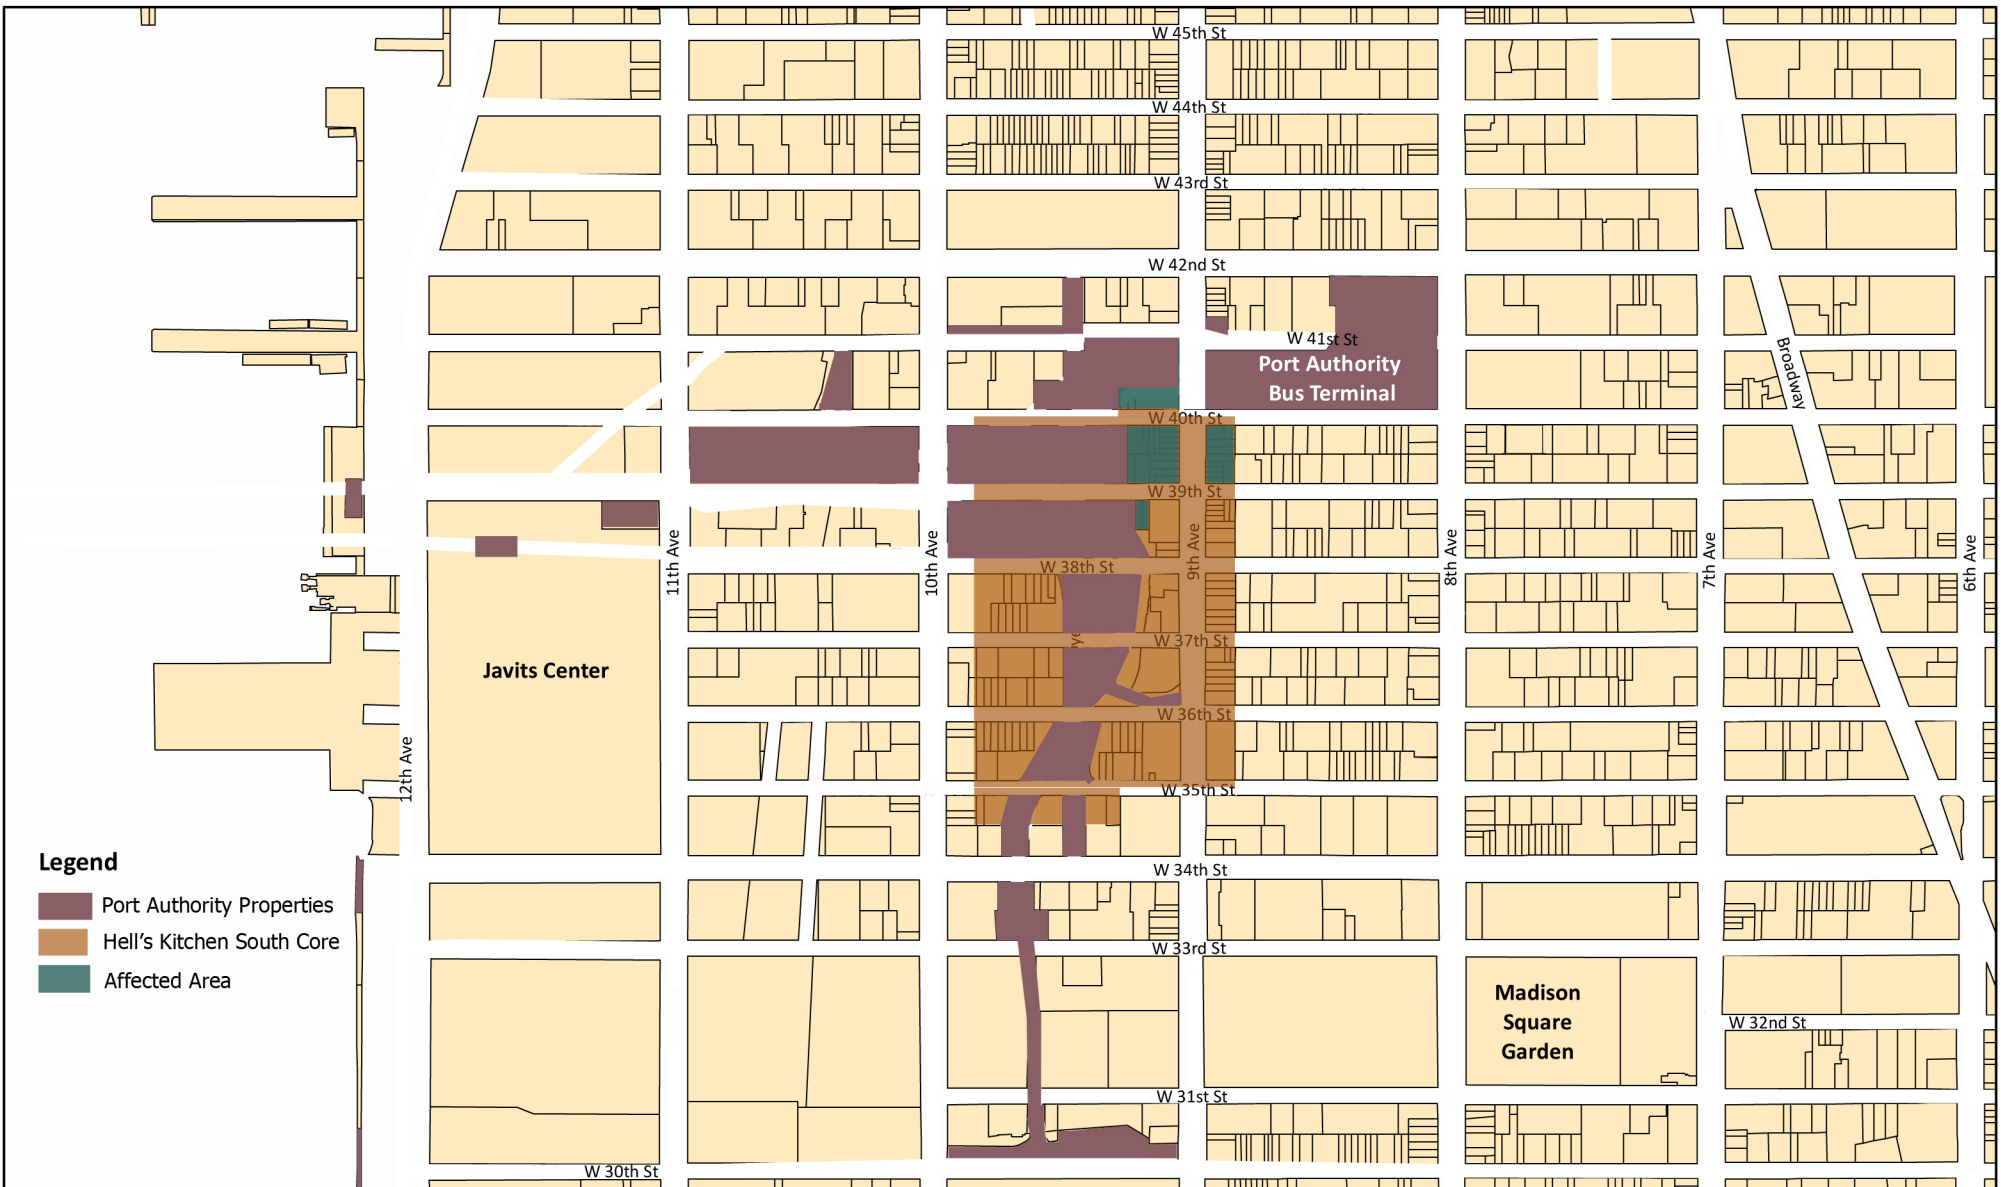 W 45th St
W 44th St
W 43rd St
W 42nd St
W 41st St
Port Authority
Bus Terminal
Broadway
W 40th St
W 39th St
11th Ave
10th Ave
9th Ave
8th Ave
7th Ave
6th Ave
W 38th St
W 37th St
Javits Center
W 36th St
12th Ave
W 35th St
Legend
W 34th St
Port Authority Properties
Hell's Kitchen South Core
W 33rd St
Affected Area
Madison
Square
Garden
W 32nd St
W 31st St
W 30th St